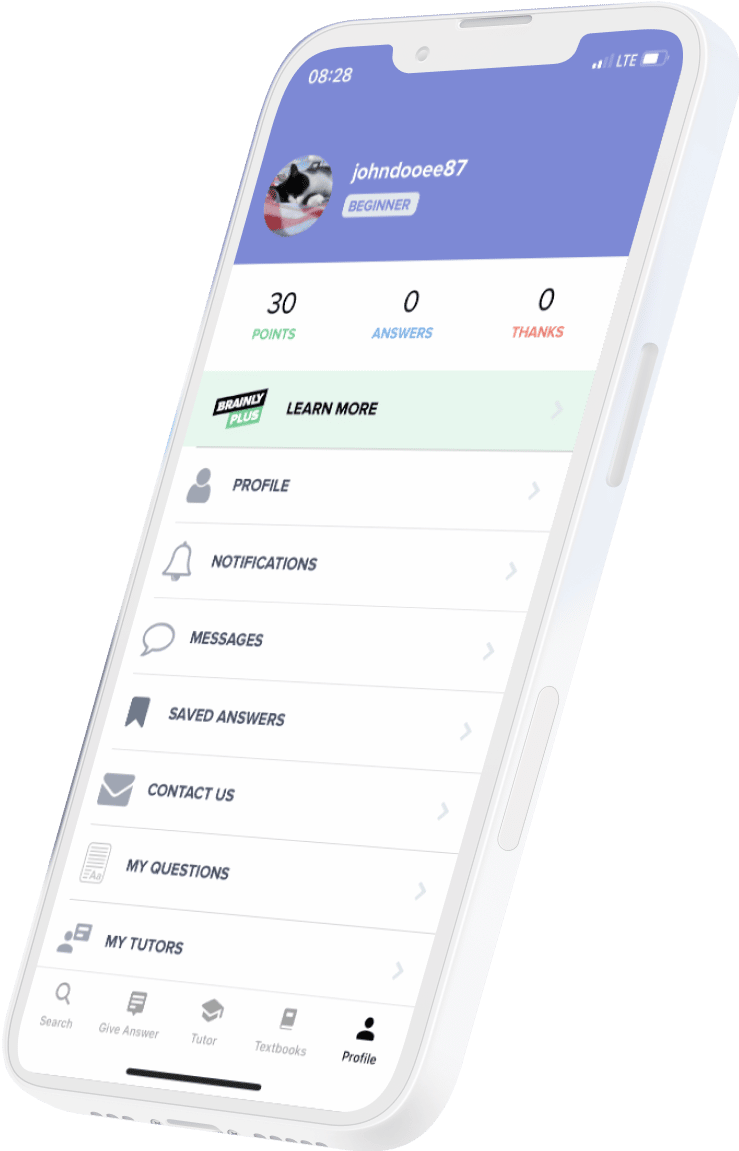 08:28
LTE
johndooee87
BEGINNER
30 0 0
POINTS ANSWERS THANKS
BRAINLY
PLUS
LEARN MORE
PROFILE
NOTIFICATIONS
MESSAGES
SAVED ANSWERS
CONTACT US
Aa
MY QUESTIONS
MY TUTORS
Search Give Answer Tutor Textbooks Profile